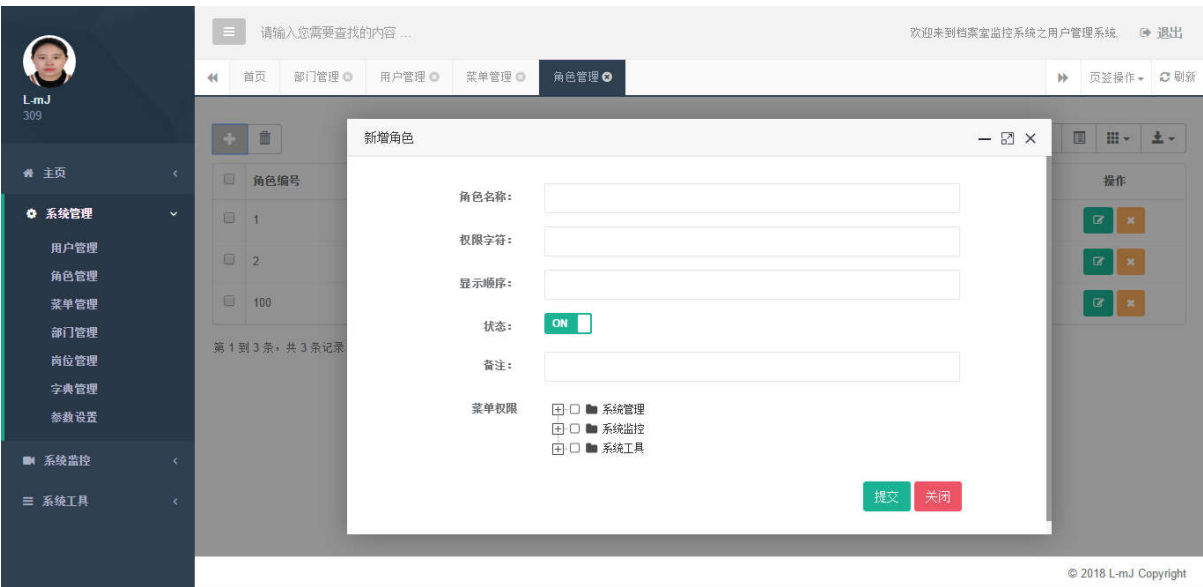 请输入您需要查找的内容 ...
欢迎来到档案室监控系统之用户管理系统 退出
首页 部门管理 用户管理 菜单管理 角色管理 页签操作 刷新
L-mJ
309
主页
系统管理
用户管理
角色管理
菜单管理
部门管理
岗位管理
字典管理
参数设置
系统监控
系统工具
角色编号 操作
1
2
100
第 1 到 3 条，共 3 条记录
新增角色
角色名称：
权限字符：
显示顺序：
状态： ON
备注：
菜单权限 系统管理
系统监控
系统工具
提交 关闭
© 2018 L-mJ Copyright